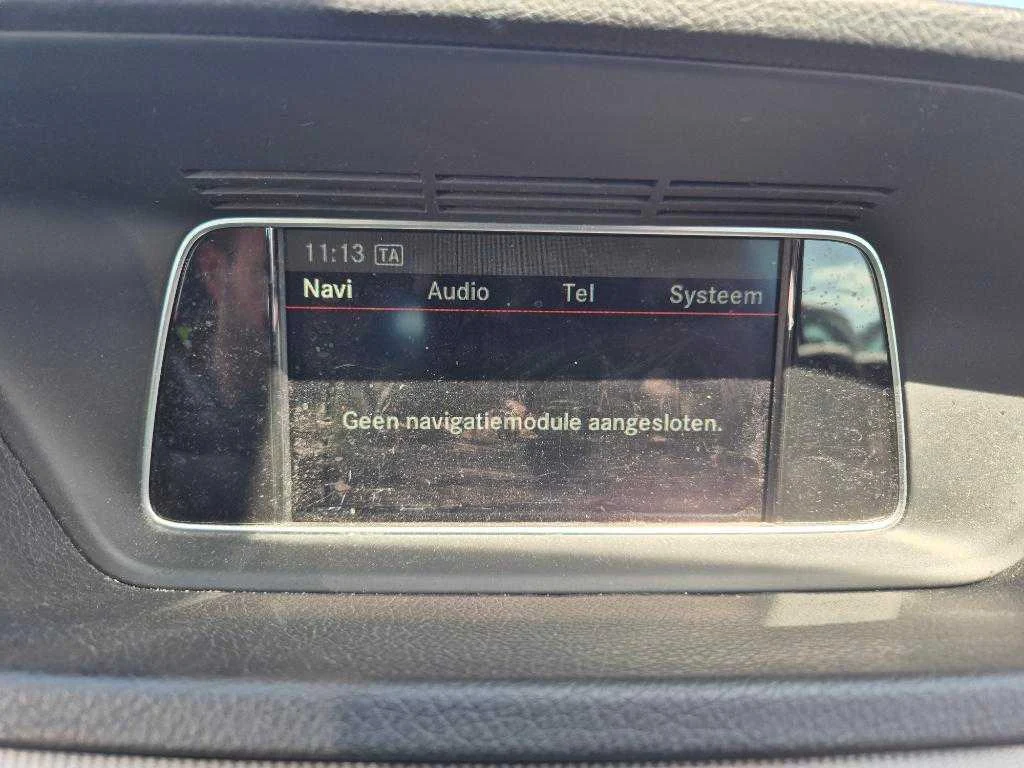 11:13 TA
Navi Audio Tel Systeem
Geen navigatiemodule aangesloten.